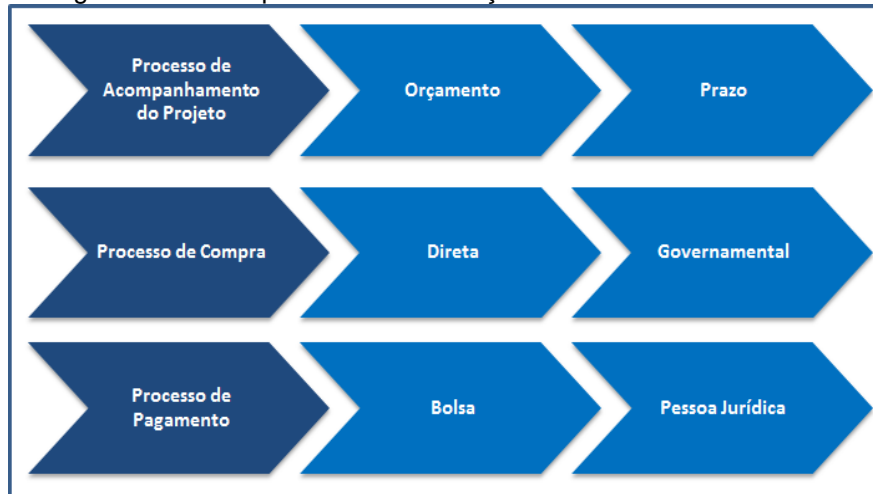 Processo de
Acompanhamento
do Projeto
Orçamento
Prazo
Processo de Compra
Direta
Governamental
Processo de
Pagamento
Bolsa
Pessoa Jurídica